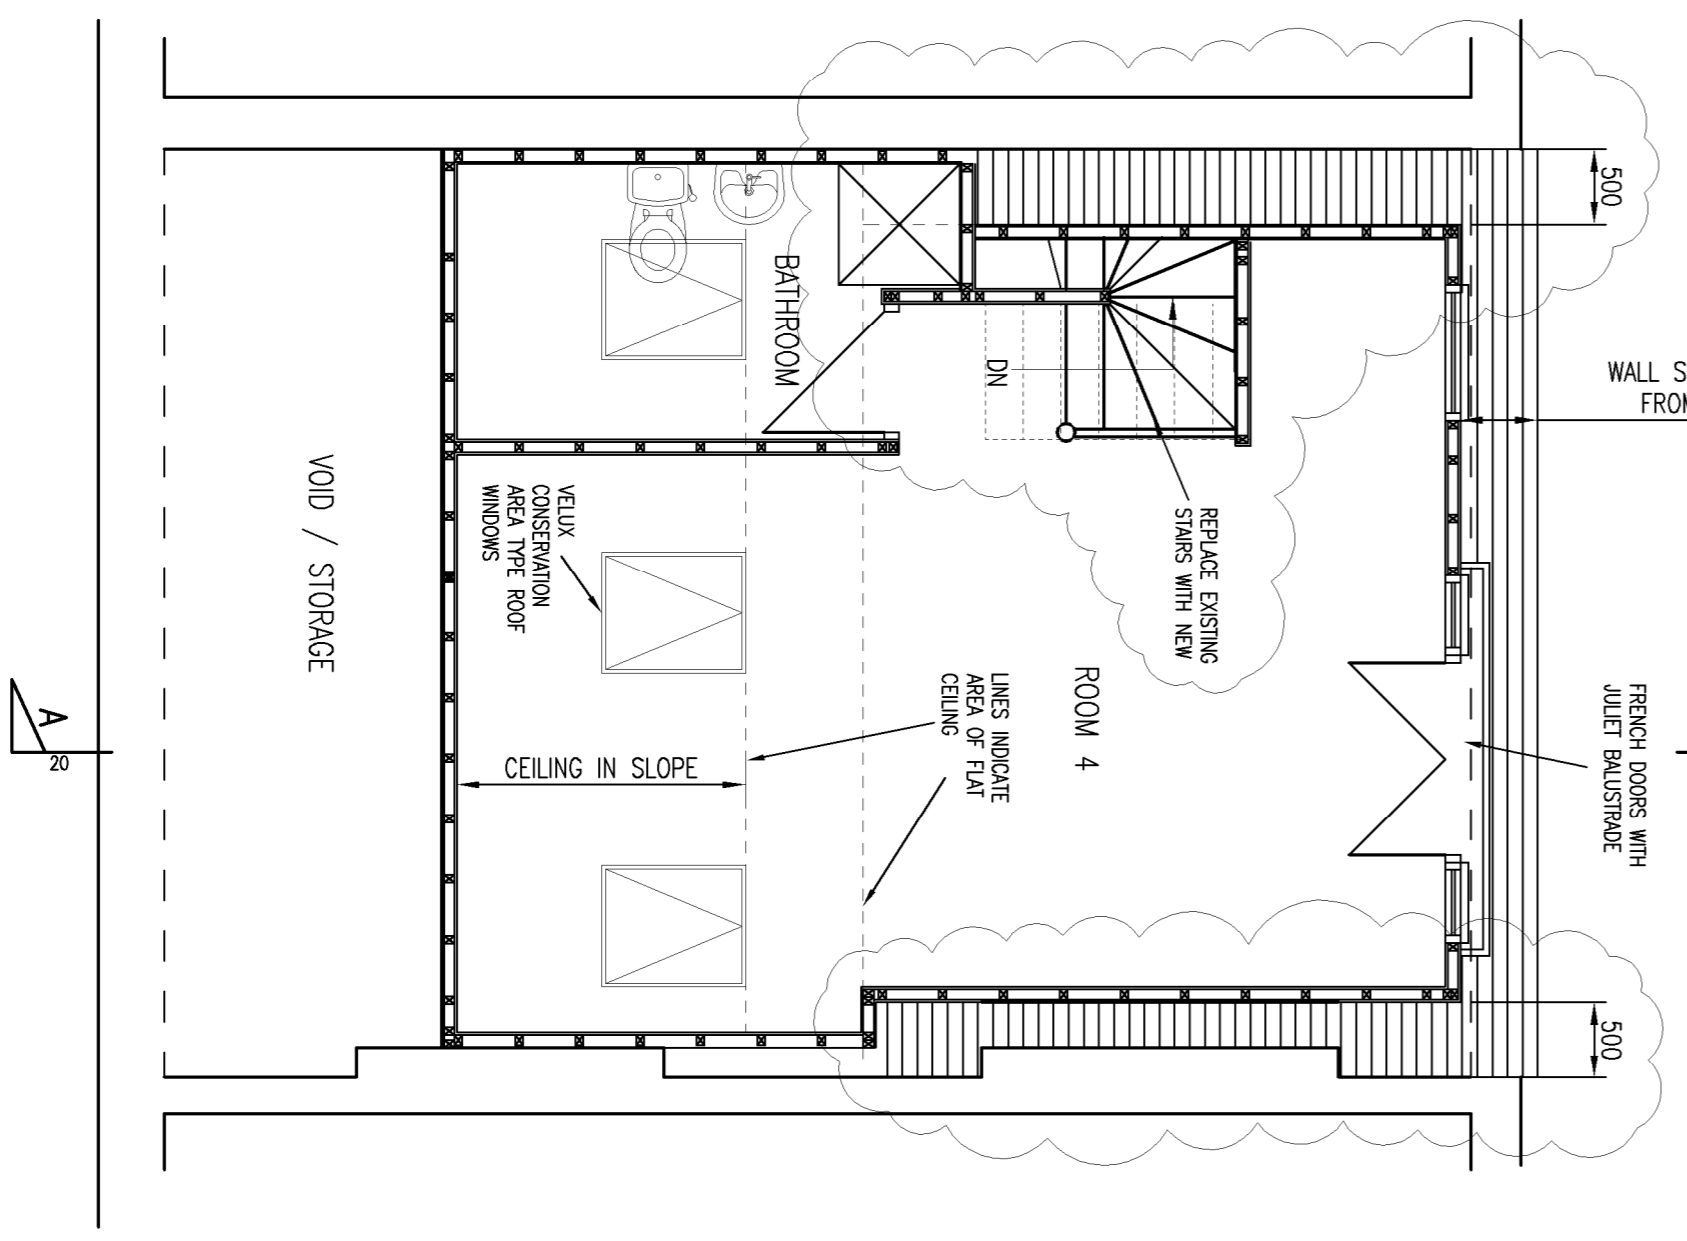 500
WALL S
FROM
BATHROOM
DN
REPLACE EXISTING
STAIRS WITH NEW
VELUX
CONSERVATION
AREA TYPE ROOF
WINDOWS
VOID / STORAGE
ROOM 4
LINES INDICATE
AREA OF FLAT
CEILING
FRENCH DOORS WITH
JULIET BALUSTRADE
CEILING IN SLOPE
A
20
500